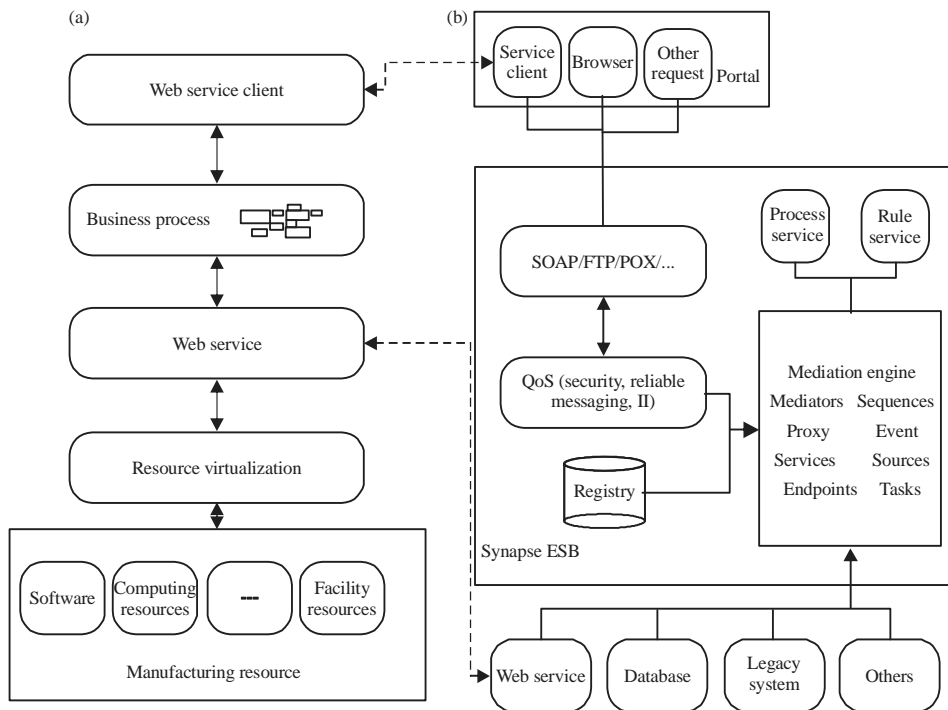 (a)
Web service client
Business process
Web service
Resource virtualization
Software
Computing
resources
---
Facility
resources
Manufacturing resource
(b)
Service
client
Browser
Other
request
Portal
SOAP/FTP/POX/...
QoS (security, reliable
messaging, II)
Registry
Synapse ESB
Process
service
Rule
service
Mediation engine
Mediators Sequences
Proxy Event
Services Sources
Endpoints Tasks
Web service
Database
Legacy
system
Others